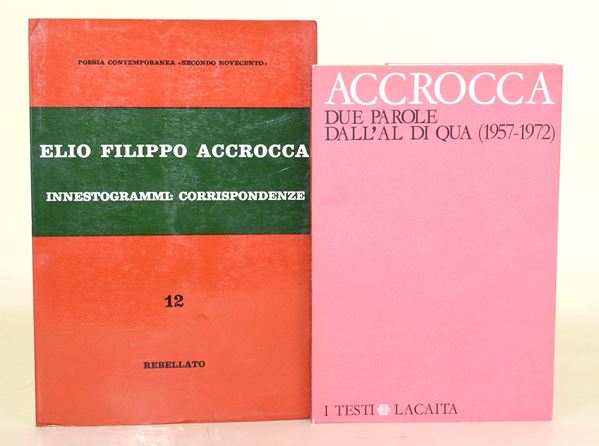 POESIA CONTEMPORANEA «SECONDO NOVECENTO»
ELIO FILIPPO ACCROCCA
INNESTOGRAMMI: CORRISPONDENZE
12
REBELLATO
ACCROCCA
DUE PAROLE
DALL'AL DI QUA (1957-1972)
I TESTI LACAITA